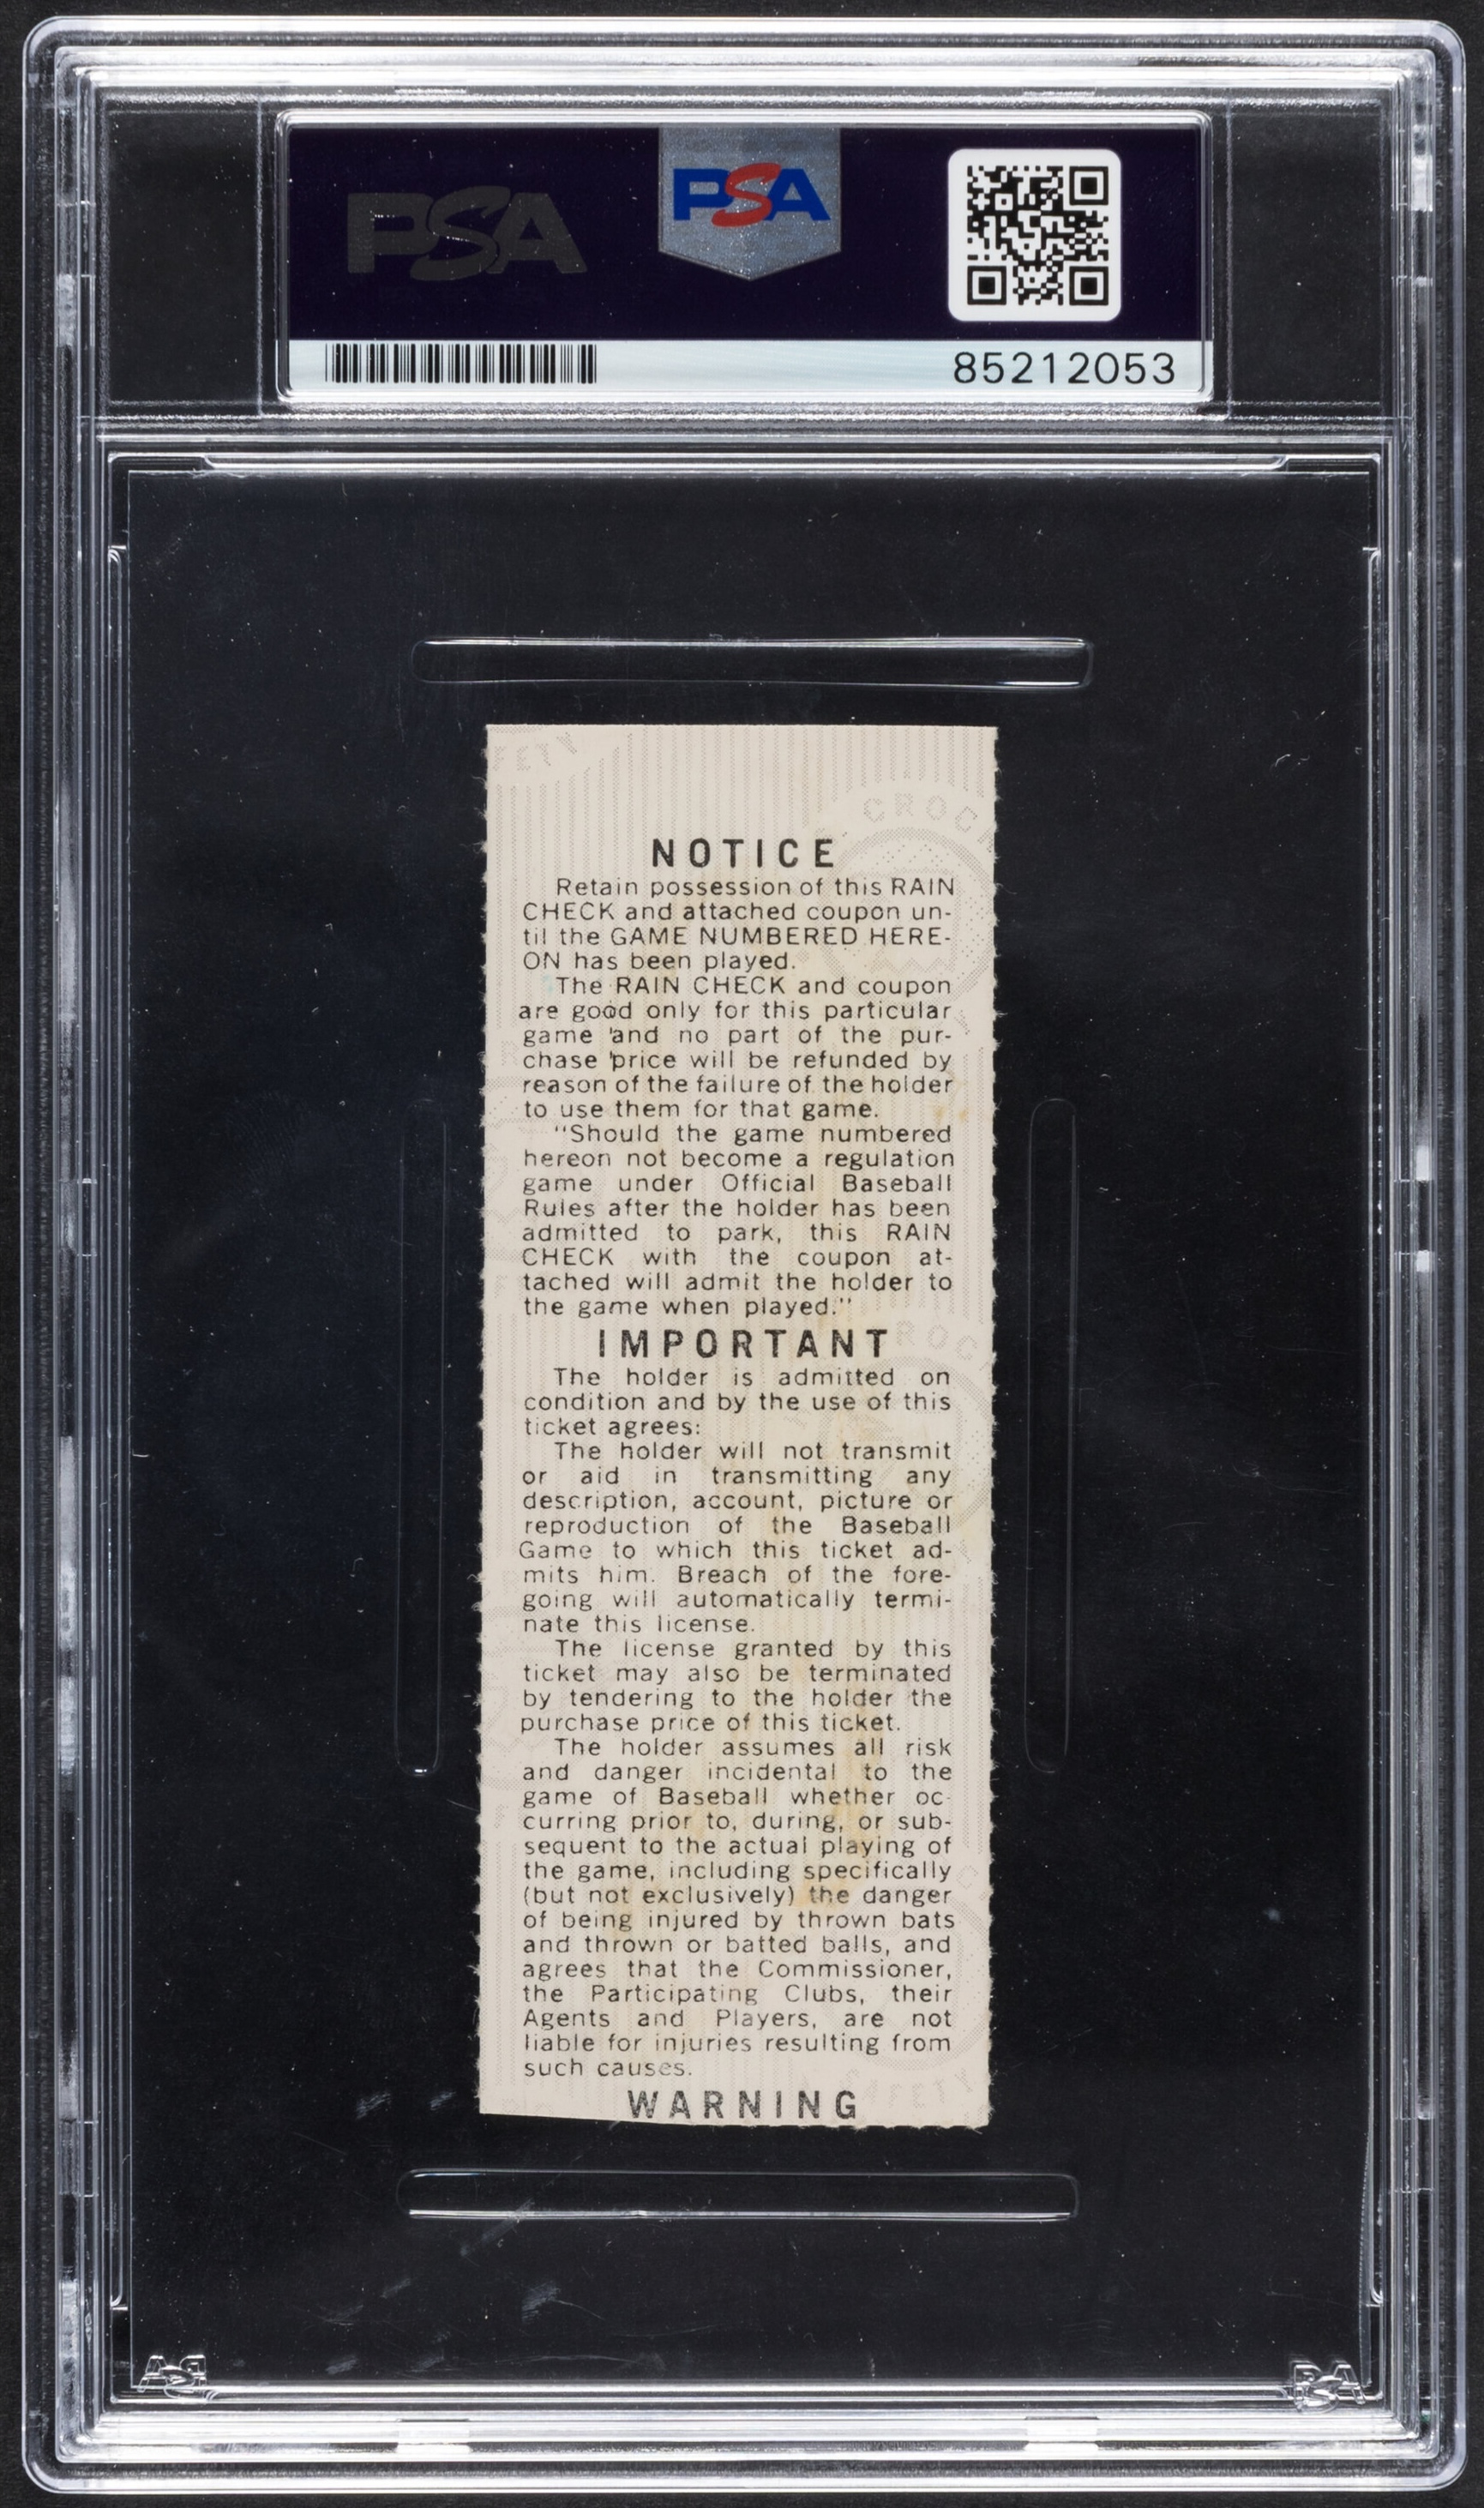 PSA
PSA
85212053
FETY
CROCK
NOTICE
Retain possession of this RAIN
CHECK and attached coupon un-
til the GAME NUMBERED HERE-
ON has been played.
The RAIN CHECK and coupon
are good only for this particular
game and no part of the pur-
chase price will be refunded by
reason of the failure of the holder
to use them for that game.
"Should the game numbered
hereon not become a regulation
game under Official Baseball
Rules after the holder has been
admitted to park, this RAIN
CHECK with the coupon at-
tached will admit the holder to
the game when played."
ROC
IMPORTANT
The holder is admitted on
condition and by the use of this
ticket agrees:
The holder will not transmit
or aid in transmitting any
description, account, picture or
reproduction of the Baseball
Game to which this ticket ad-
mits him. Breach of the fore-
going will automatically termi-
nate this license.
The license granted by this
ticket may also be terminated
by tendering to the holder the
purchase price of this ticket.
The holder assumes all risk
and danger incidental to the
game of Baseball whether oc-
curring prior to, during, or sub-
sequent to the actual playing of
the game, including specifically
(but not exclusively) the danger
of being injured by thrown bats
and thrown or batted balls, and
agrees that the Commissioner,
the Participating Clubs, their
Agents and Players, are not
liable for injuries resulting from
such causes.
AFETY
WARNING
PSA
PSA